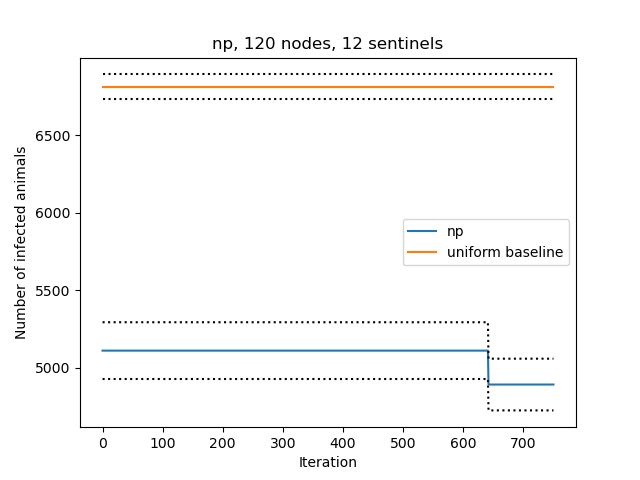 np, 120 nodes, 12 sentinels
Number of infected animals
6500
6000
5500
5000
np
uniform baseline
0 100 200 300 400 500 600 700
Iteration